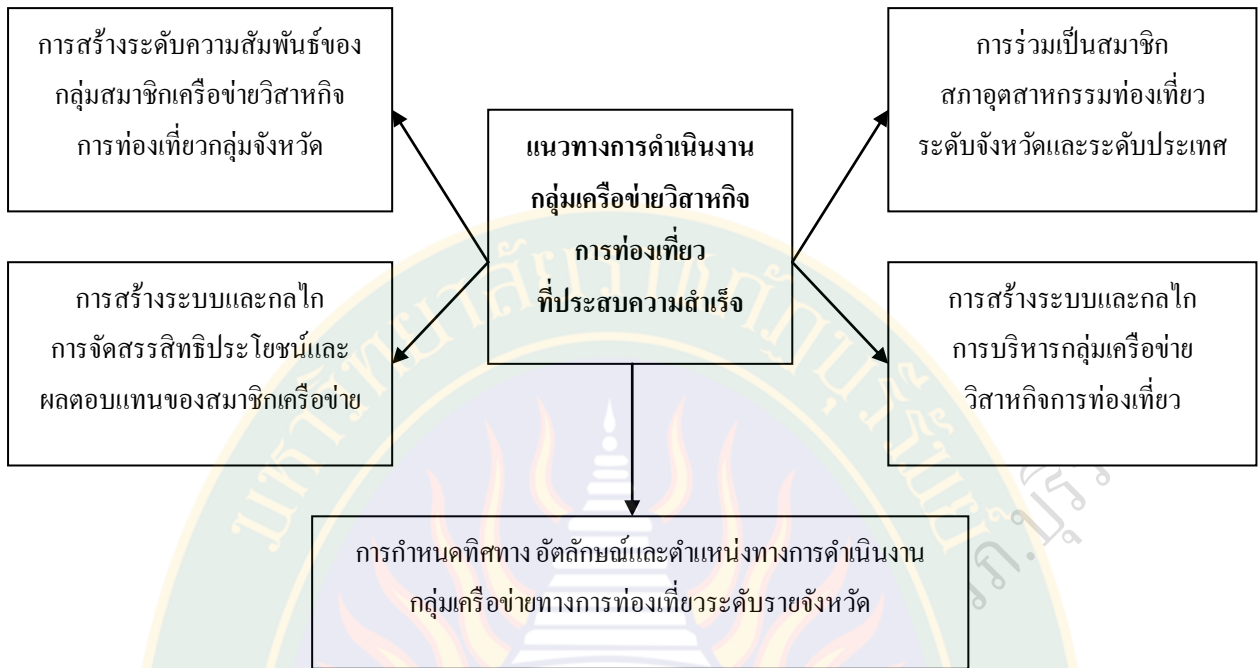 การสร้างระดับความสัมพันธ์ของ
กลุ่มสมาชิกเครือข่ายวิสาหกิจ
การท่องเที่ยวกลุ่มจังหวัด
การร่วมเป็นสมาชิก
สภาอุตสาหกรรมท่องเที่ยว
ระดับจังหวัดและระดับประเทศ
แนวทางการดำเนินงาน
กลุ่มเครือข่ายวิสาหกิจ
การท่องเที่ยว
ที่ประสบความสำเร็จ
การสร้างระบบและกลไก
การจัดสรรสิทธิประโยชน์และ
ผลตอบแทนของสมาชิกเครือข่าย
การสร้างระบบและกลไก
การบริหารกลุ่มเครือข่าย
วิสาหกิจการท่องเที่ยว
การกำหนดทิศทาง อัตลักษณ์และตำแหน่งทางการดำเนินงาน
กลุ่มเครือข่ายทางการท่องเที่ยวระดับรายจังหวัด
มหาวิทยาลัยราชภัฏบุรีรัมย์